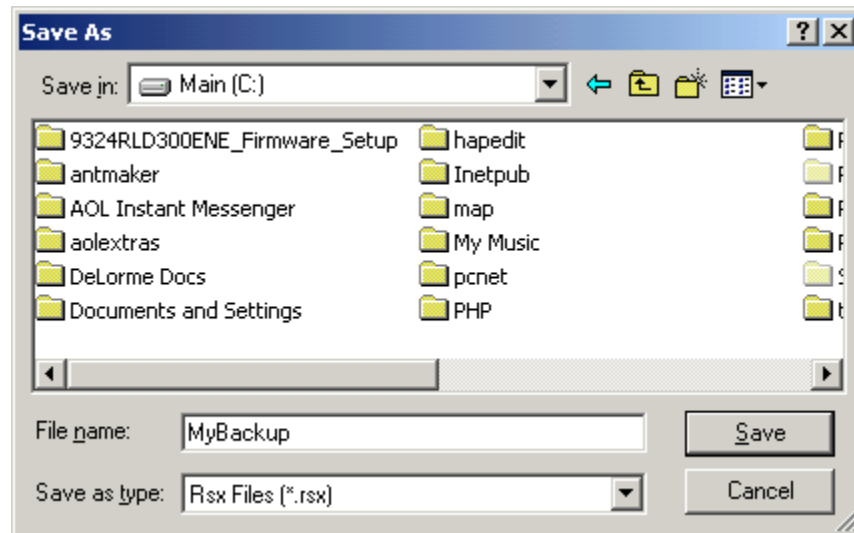 Save As
Save in: Main (C:)
9324RLD300ENE_Firmware_Setup
antmaker
AOL Instant Messenger
aolextras
DeLorme Docs
Documents and Settings
hapedit
Inetpub
map
My Music
pcnet
PHP
File name: MyBackup
Save
Save as type: Rsx Files (*.rsx)
Cancel